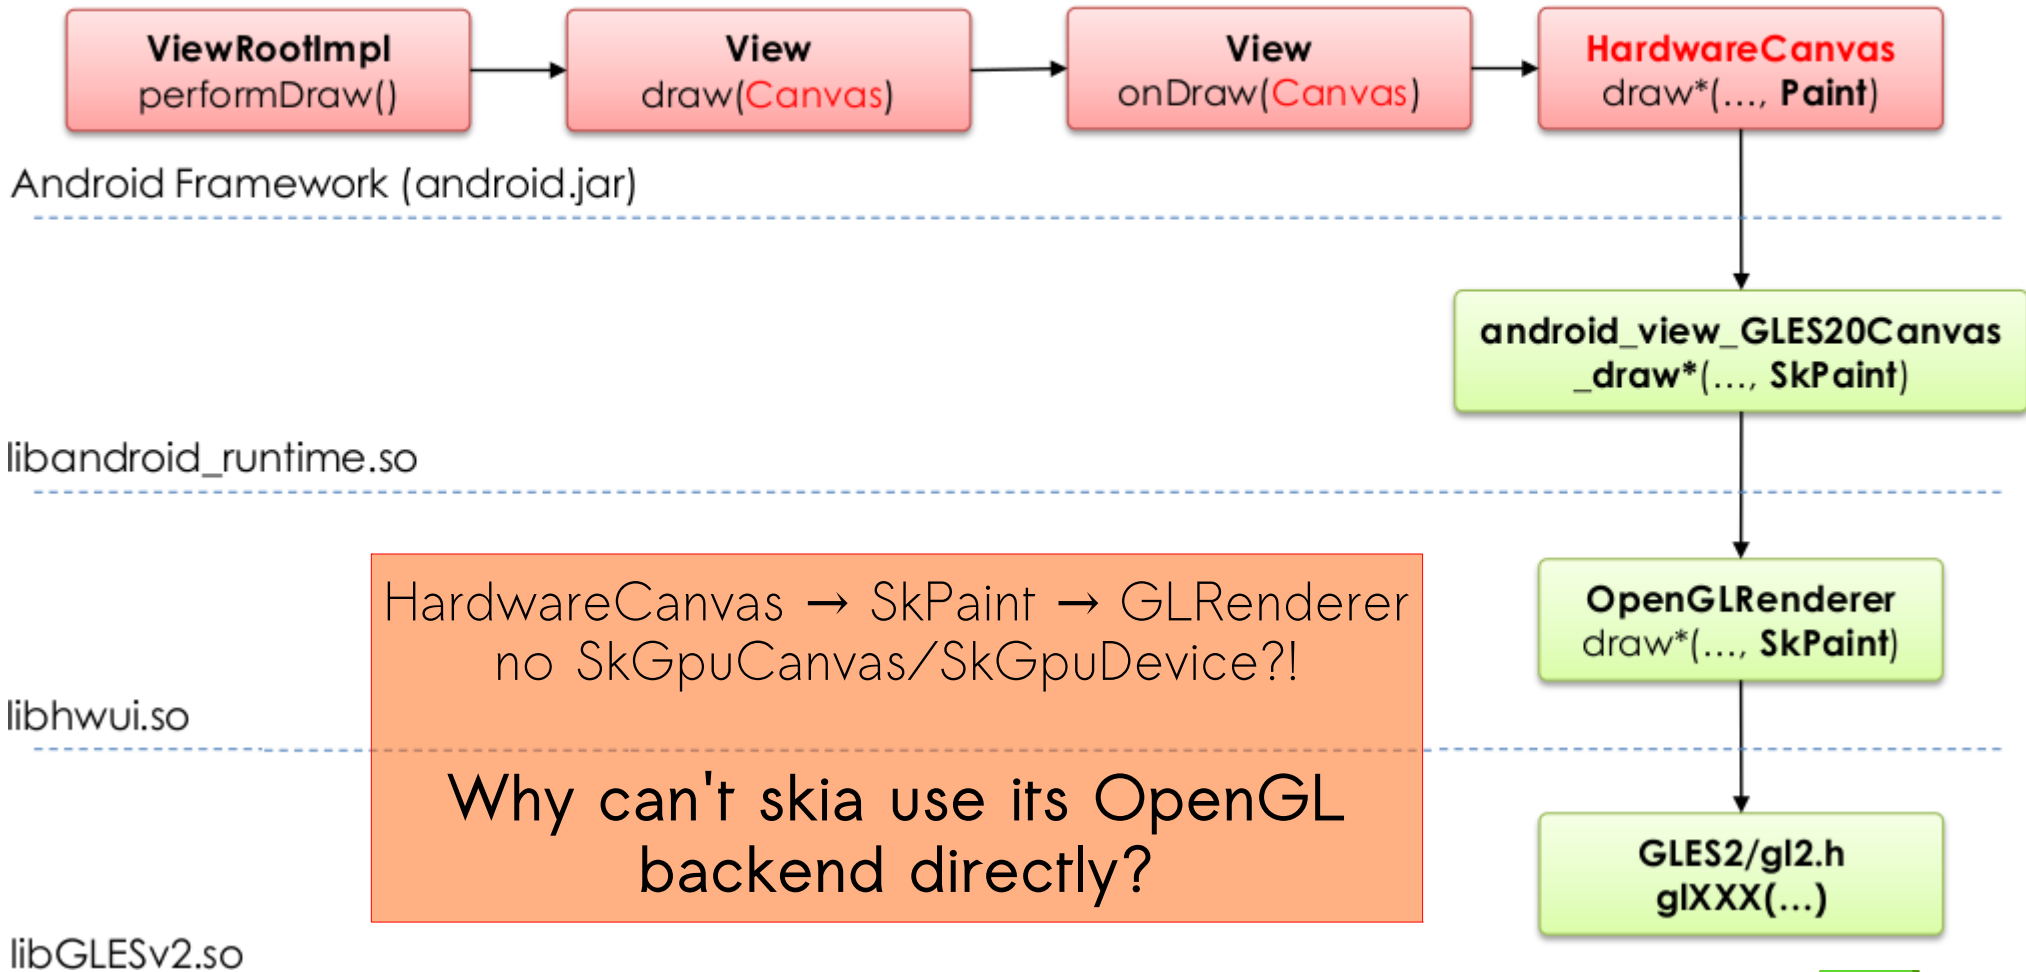 ViewRootImpl
performDraw()
View
draw(Canvas)
View
onDraw(Canvas)
HardwareCanvas
draw*(..., Paint)
Android Framework (android.jar)
android_view_GLES20Canvas
_draw*(..., SkPaint)
libandroid_runtime.so
HardwareCanvas → SkPaint → GLRenderer
no SkGpuCanvas/SkGpuDevice?!
OpenGLRenderer
draw*(..., SkPaint)
libhwui.so
Why can't skia use its OpenGL
backend directly?
GLES2/gl2.h
glXXX(...)
libGLESv2.so